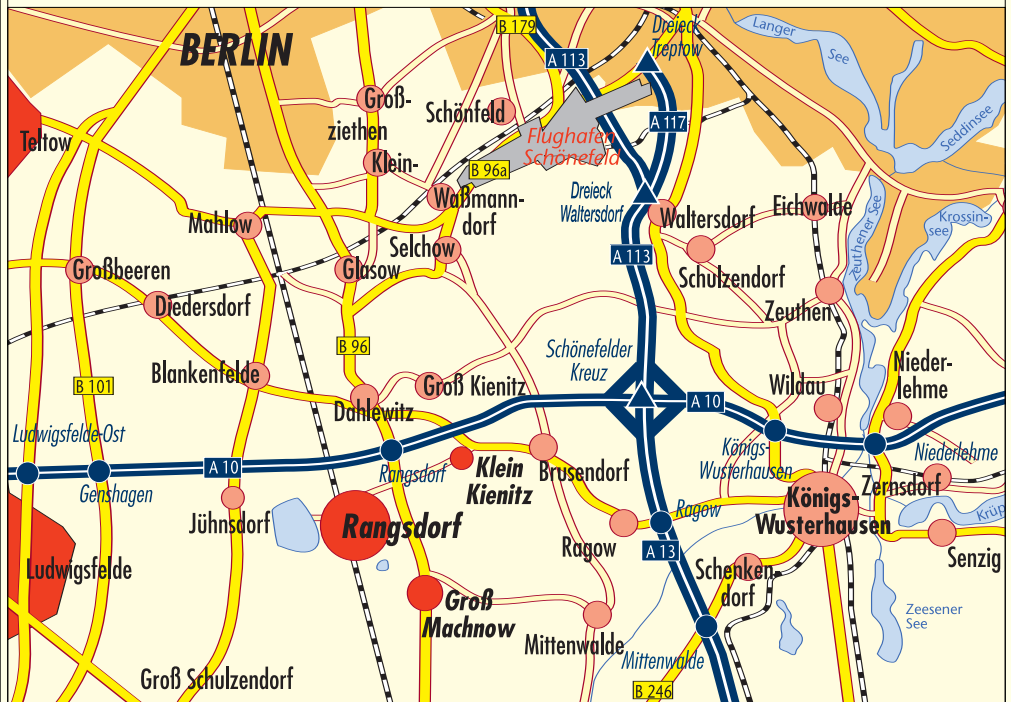 B 179
Dreieck
Treptow
Langer
See
BERLIN
A 113
Seddinsee
Groß-
ziethen
Schönfeld
A 117
Teltow
Flughafen
Schönefeld
Klein-
B 96a
Dreieck
Waltersdorf
Waßmann-
dorf
Eichwalde
Zeuthener See
Krossin-
see
Mahlow
Waltersdorf
Selchow
A 113
Großbeeren
Glasow
Schulzendorf
Diedersdorf
Zeuthen
B 96
Schönefelder
Kreuz
Nieder-
lehme
Blankenfelde
B 101
Groß Kienitz
Wildau
Dahlewitz
A 10
Ludwigsfelde-Ost
Königs-
Wusterhausen
Niederlehme
A 10
Rangsdorf
Klein
Kienitz
Brusendorf
Genshagen
Zernsdorf
Königs-
Wusterhausen
Krüp
Jühnsdorf
Rangsdorf
Ragow
Ragow
A 13
Senzig
Ludwigsfelde
Schenken
dorf
Groß
Machnow
Zeesener
See
Mittenwalde
Mittenwalde
Groß Schulzendorf
B 246